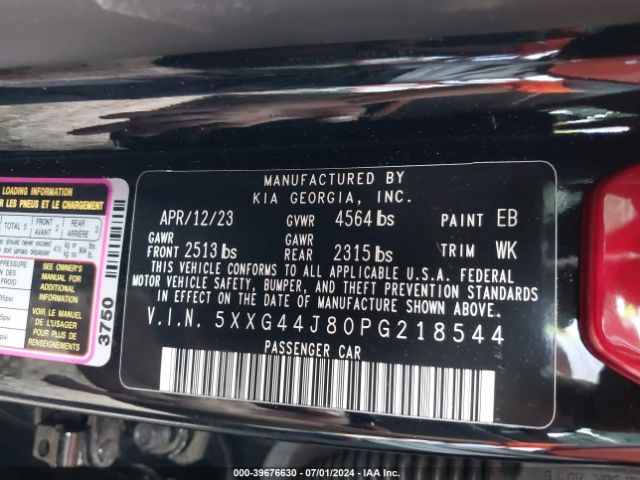 LOADING INFORMATION
LES PNEUS ET LE CHARGEMENT
TOTAL 5 FRONT AVANT 2 REAR ARRIÈRE 3
SEE OWNER'S
MANUAL FOR
ADDITIONAL
INFORMATION
VOIR LE MANUEL
DE L'USAGER
POUR PLUS DE
RENSEIGNEMENTS
3750
MANUFACTURED BY
KIA GEORGIA, INC.
APR/12/23 GVWR 4564 lbs PAINT EB
GAWR FRONT 2513 lbs GAWR REAR 2315 lbs TRIM WK
THIS VEHICLE CONFORMS TO ALL APPLICABLE U.S.A. FEDERAL
MOTOR VEHICLE SAFETY, BUMPER, AND THEFT PREVENTION STANDARDS
IN EFFECT ON THE DATE OF MANUFACTURE SHOWN ABOVE.
V.I.N. 5XXG44J80PG218544
PASSENGER CAR
000-39676630 - 07/01/2024 - IAA Inc.